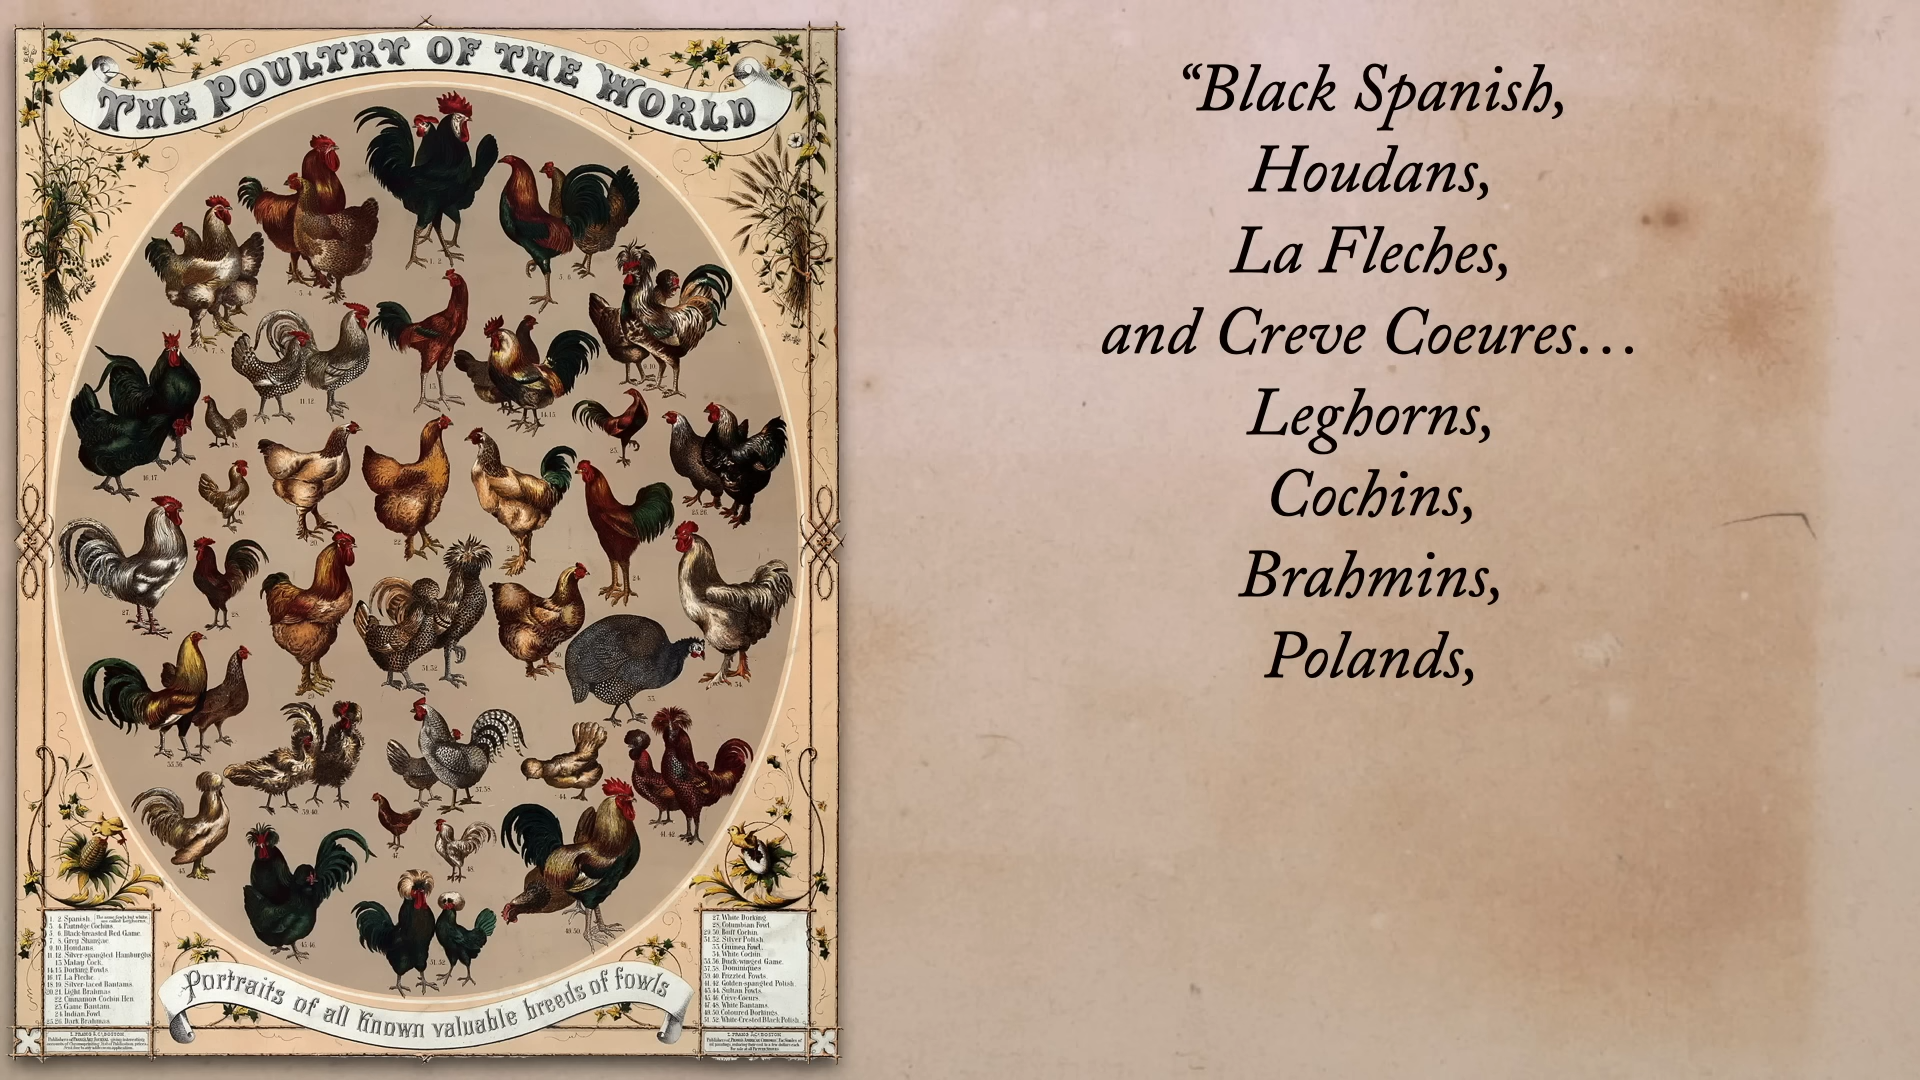 THE POULTRY OF THE WORLD
“Black Spanish,
Houdans,
La Fleches,
and Creve Coeures…
Leghorns,
Cochins,
Brahmins,
Polands,
1. 2. Spanish.
3. 4. Partridge Cochins.
5. 6. Black-breasted Red Game.
7. 8. Grey Shangae
9. 10. Houdans.
11. 12. Silver-spangled Hamburghs
13. Malay Cock.
14. 15. Dorking Fowls.
16. 17. La Fleche.
18. 19. Silver-laced Bantams.
20. 21. Light Brahmas
22. Cinnamon Cochin Hen
23. Game Bantam.
24. Indian Fowl.
25. 26. Dark Brahmas.
27. White Dorking
28. Columbian Fowl.
29. 30. Buff Cochin.
31. 32. Silver Polish.
33. Guinea Fowl.
34. White Cochin.
35. 36. Duck-winged Game.
37. 38. Dominiques
39. 40. Frizzled Fowls.
41. 42. Golden-spangled Polish.
43. 44. Sultan Fowls.
45. 46. Creve-Coeurs.
47. 48. White Bantams.
49. 50. Coloured Dorkings.
51. 52. White-Crested Black Polish.
Portraits of all known valuable breeds of fowls